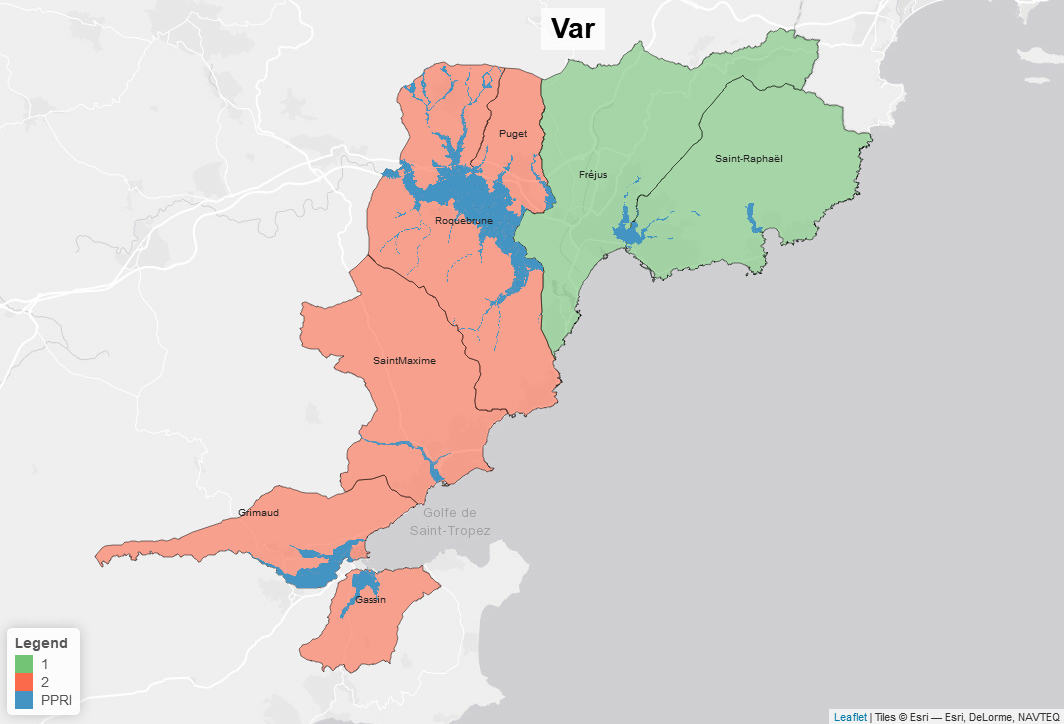 Var
Puget
Saint-Raphaël
Fréjus
Roquebrune
SaintMaxime
Grimaud
Golfe de
Saint-Tropez
Gassin
Legend
1
2
PPRI
Leaflet | Tiles © Esri — Esri, DeLorme, NAVTEQ